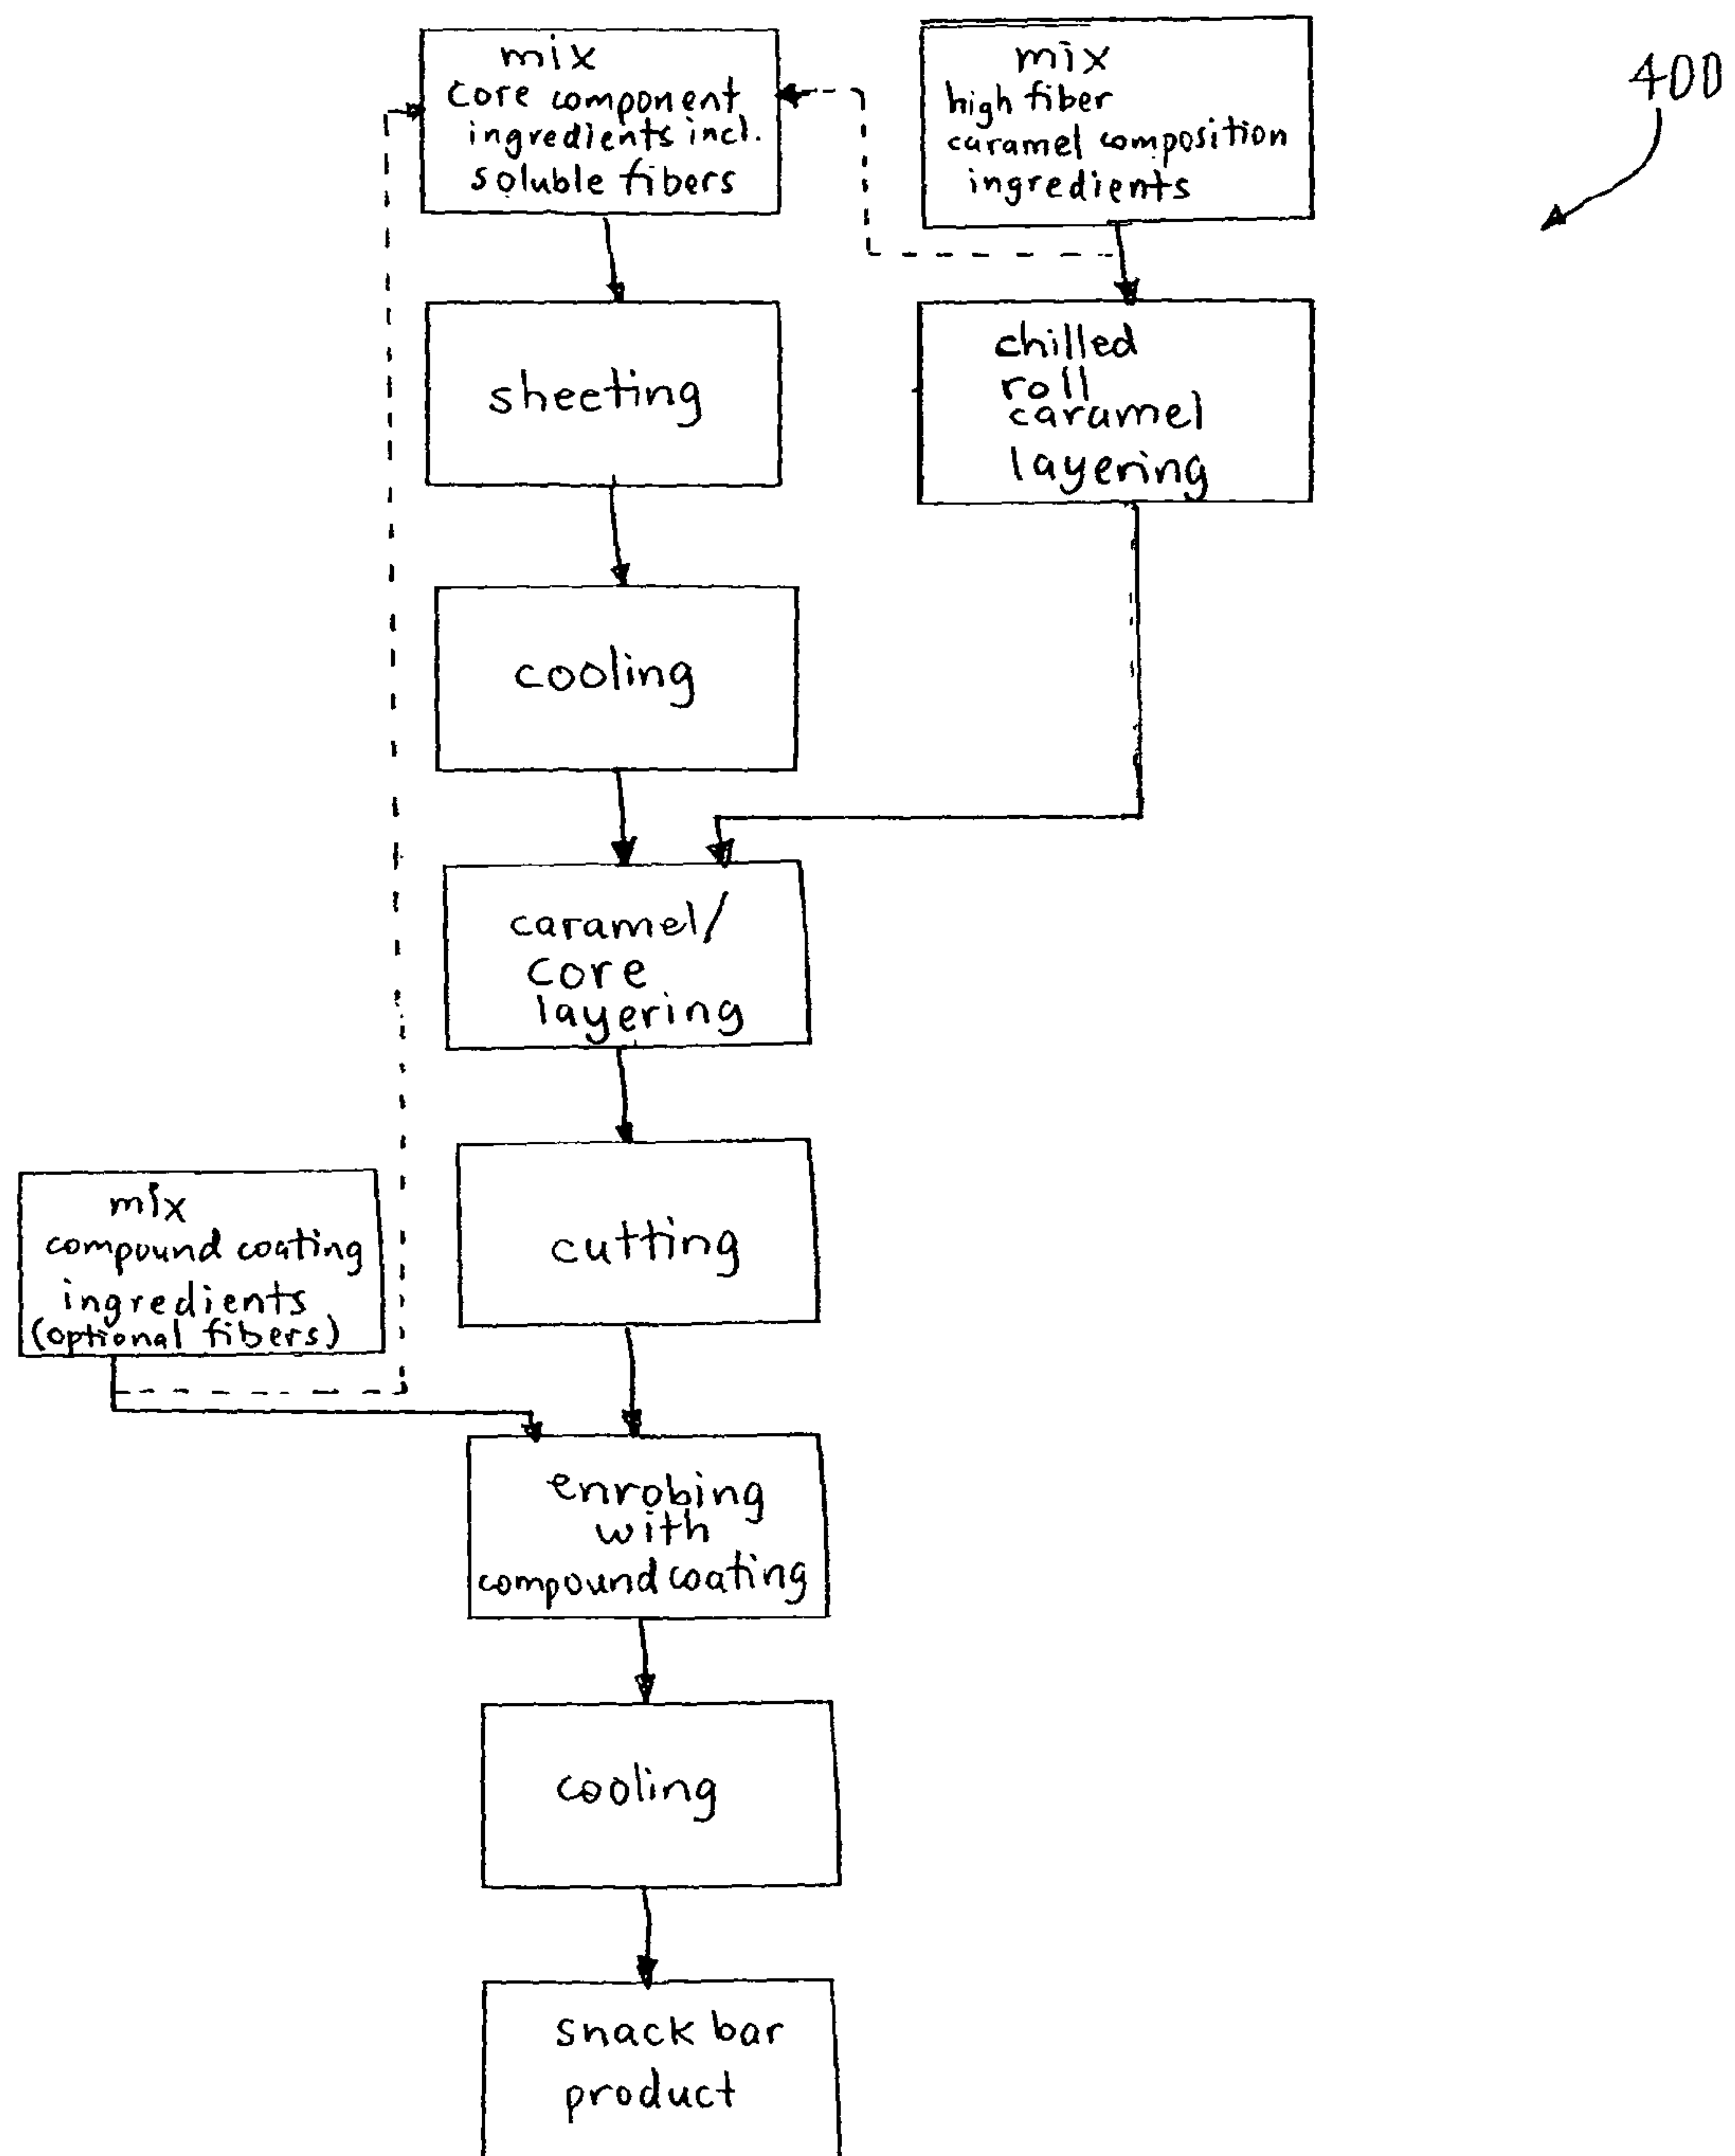 mix
core component
ingredients incl.
soluble fibers
mix
high fiber
caramel composition
ingredients
400
sheeting
chilled
roll
caramel
layering
cooling
caramel/
core
layering
mix
compound coating
ingredients
(optional fibers)
cutting
enrobing
with
compound coating
cooling
snack bar
product